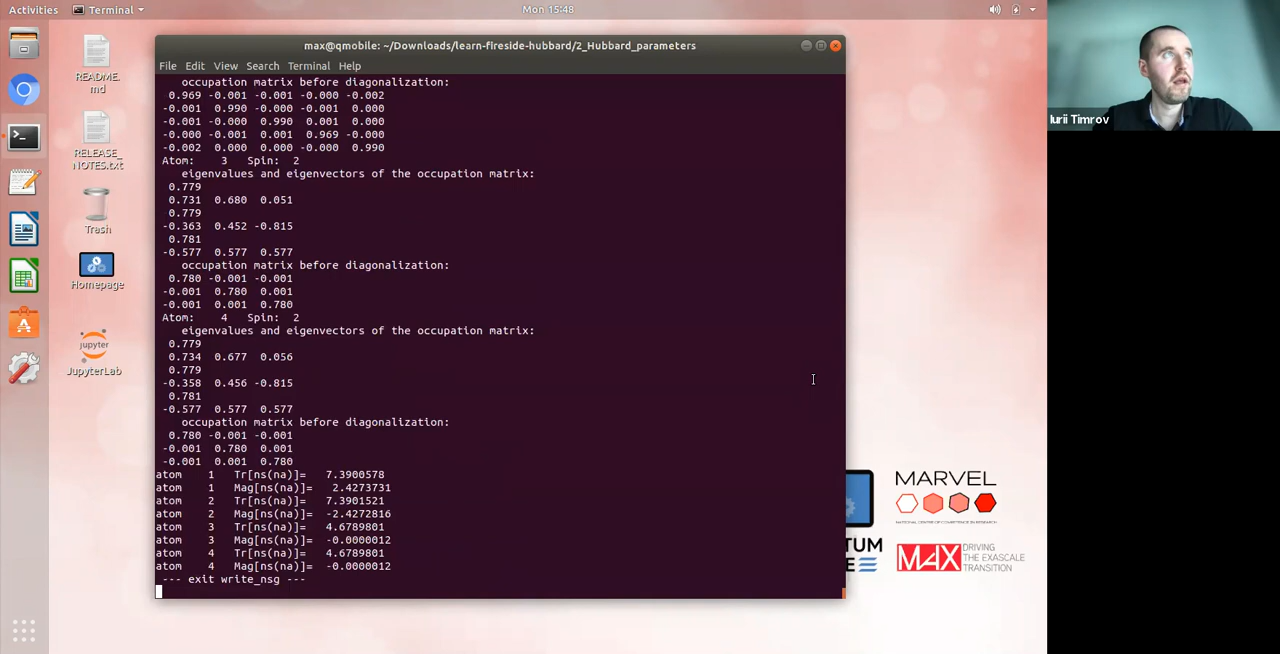 Activities
Terminal
Mon 15:48
max@qmobile: ~/Downloads/learn-fireside-hubbard/2_Hubbard_parameters
File Edit View Search Terminal Help
occupation matrix before diagonalization:
0.969 -0.001 -0.001 -0.000 -0.002
-0.001 0.990 -0.000 -0.001 0.000
-0.001 -0.000 0.990 0.001 0.000
-0.000 -0.001 0.001 0.969 -0.000
-0.002 0.000 0.000 -0.000 0.990
Atom: 3 Spin: 2
eigenvalues and eigenvectors of the occupation matrix:
0.779
0.731 0.680 0.051
0.779
-0.363 0.452 -0.815
0.781
-0.577 0.577 0.577
occupation matrix before diagonalization:
0.780 -0.001 -0.001
-0.001 0.780 0.001
-0.001 0.001 0.780
Atom: 4 Spin: 2
eigenvalues and eigenvectors of the occupation matrix:
0.779
0.734 0.677 0.056
0.779
-0.358 0.456 -0.815
0.781
-0.577 0.577 0.577
occupation matrix before diagonalization:
0.780 -0.001 -0.001
-0.001 0.780 0.001
-0.001 0.001 0.780
atom 1 Tr[ns(na)]= 7.3900578
atom 1 Mag[ns(na)]= 2.4273731
atom 2 Tr[ns(na)]= 7.3901521
atom 2 Mag[ns(na)]= -2.4272816
atom 3 Tr[ns(na)]= 4.6789801
atom 3 Mag[ns(na)]= -0.0000012
atom 4 Tr[ns(na)]= 4.6789801
atom 4 Mag[ns(na)]= -0.0000012
--- exit write_nsg ---
README.
md
RELEASE_
NOTES.txt
Trash
Homepage
jupyter
JupyterLab
Iurii Timrov
MARVEL
NATIONAL CENTRE OF COMPETENCE IN RESEARCH
TUM
E
MAX
DRIVING
THE EXASCALE
TRANSITION